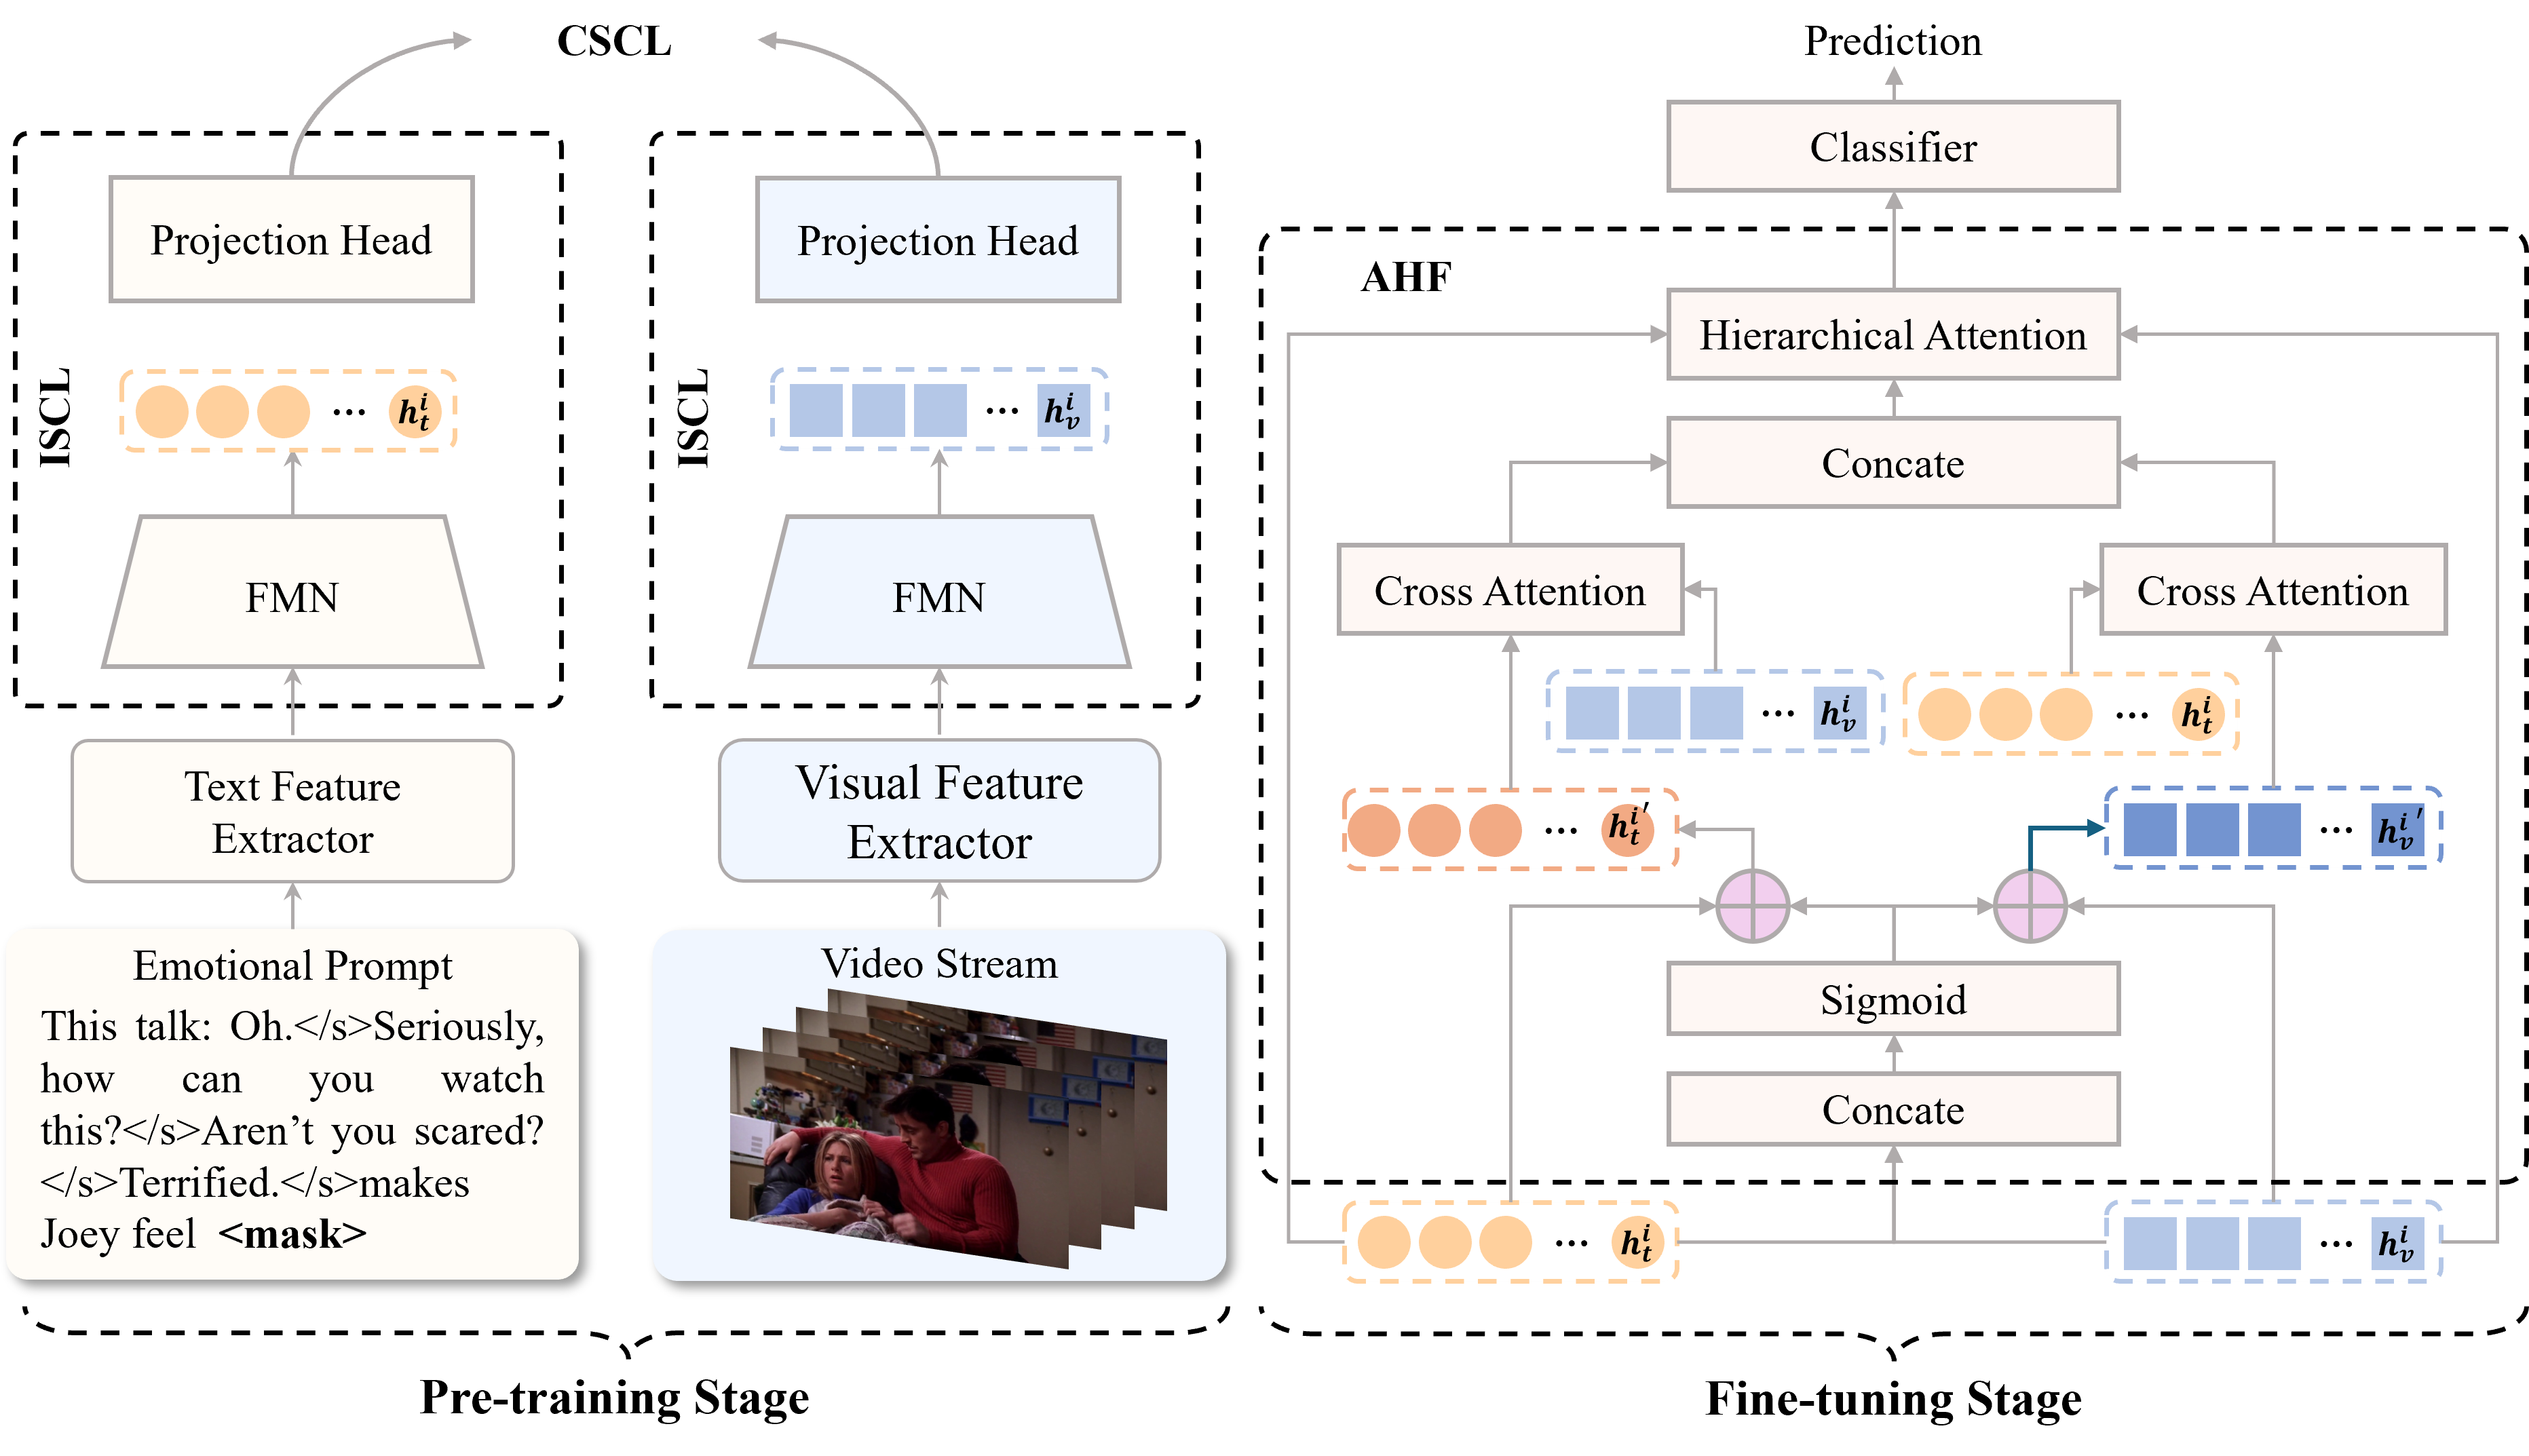 CSCL
ISCL
Projection Head
··· h_t^i
FMN
Text Feature
Extractor
Emotional Prompt
This talk: Oh.</s>Seriously,
how can you watch
this?</s>Aren’t you scared?
</s>Terrified.</s>makes
Joey feel <mask>
ISCL
Projection Head
··· h_v^i
FMN
Visual Feature
Extractor
Video Stream
Pre-training Stage
Prediction
Classifier
AHF
Hierarchical Attention
Concate
Cross Attention
Cross Attention
··· h_v^i
··· h_t^i
··· h_t^i′
··· h_v^i′
Sigmoid
Concate
··· h_t^i
··· h_v^i
Fine-tuning Stage